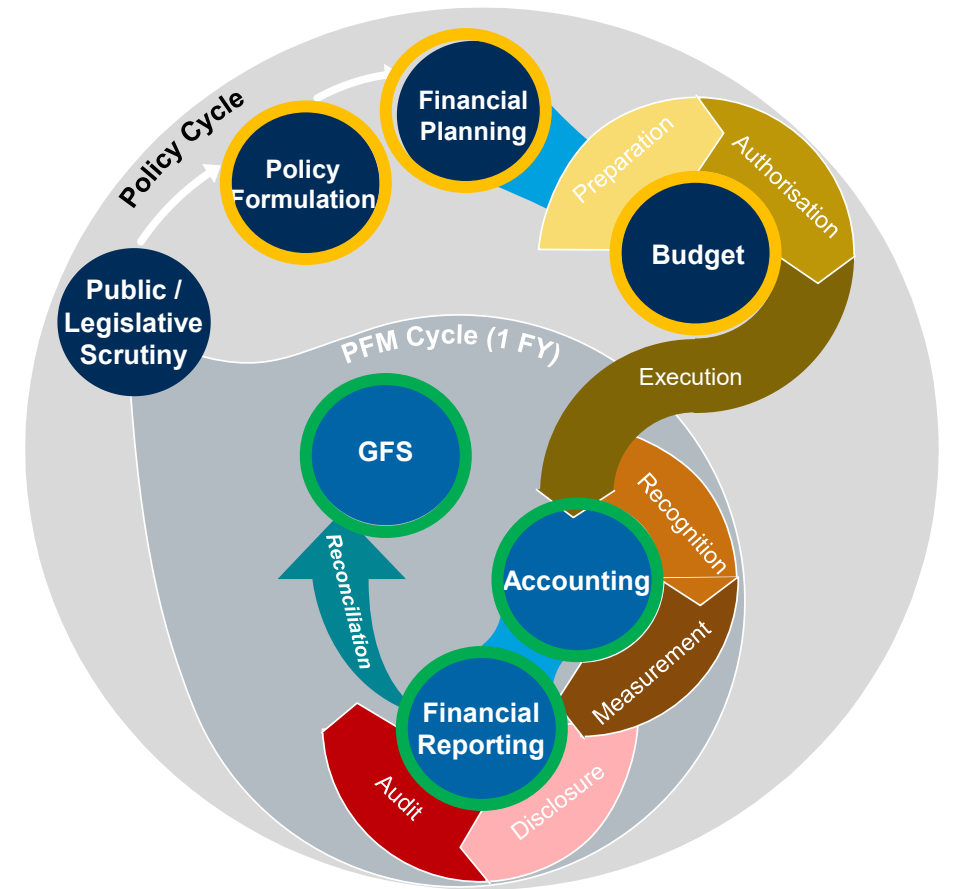 Policy Cycle
Financial
Planning
Policy
Formulation
Public /
Legislative
Scrutiny
Preparation
Authorisation
Budget
PFM Cycle (1 FY)
Execution
GFS
Recognition
Accounting
Reconciliation
Measurement
Financial
Reporting
Audit
Disclosure